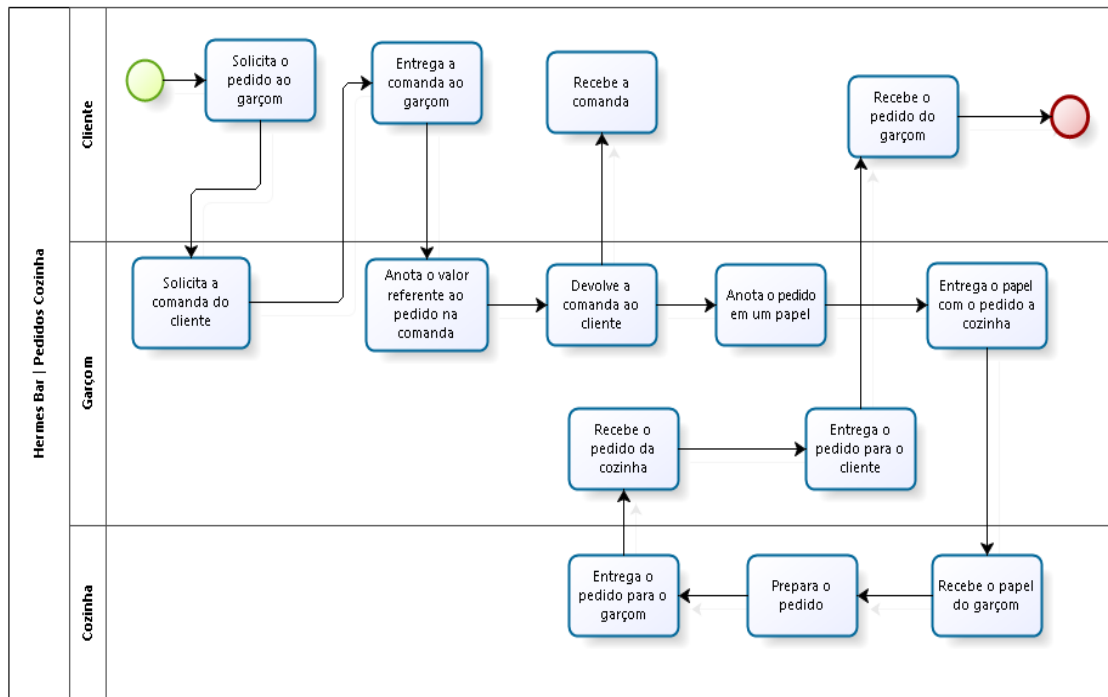 Hermes Bar | Pedidos Cozinha
Cliente
Solicita o
pedido ao
garçom
Entrega a
comanda ao
garçom
Recebe a
comanda
Recebe o
pedido do
garçom
Garçom
Solicita a
comanda do
cliente
Anota o valor
referente ao
pedido na
comanda
Devolve a
comanda ao
cliente
Anota o pedido
em um papel
Entrega o papel
com o pedido a
cozinha
Recebe o
pedido da
cozinha
Entrega o
pedido para o
cliente
Cozinha
Entrega o
pedido para o
garçom
Prepara o
pedido
Recebe o papel
do garçom